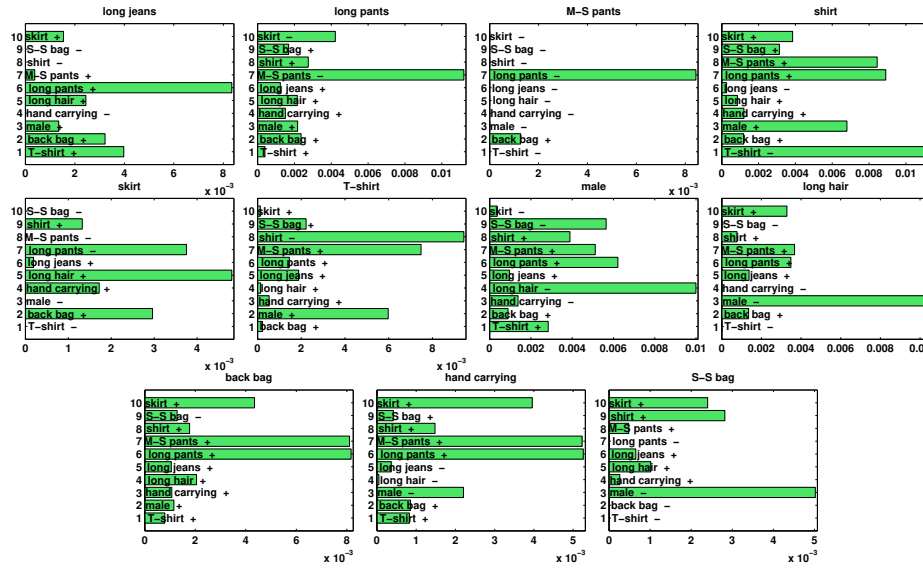 long jeans
10 skirt +
9 S−S bag −
8 shirt −
7 M−S pants +
6 long pants +
5 long hair +
4 hand carrying −
3 male +
2 back bag +
1 T−shirt +
0 2 4 6 8
x 10⁻³
long pants
10 skirt −
9 S−S bag +
8 shirt +
7 M−S pants −
6 long jeans +
5 long hair +
4 hand carrying +
3 male +
2 back bag +
1 T−shirt +
0 0.002 0.004 0.006 0.008 0.01
M−S pants
10 skirt −
9 S−S bag −
8 shirt −
7 long pants −
6 long jeans −
5 long hair −
4 hand carrying −
3 male −
2 back bag +
1 T−shirt −
0 2 4 6 8
x 10⁻³
shirt
10 skirt +
9 S−S bag +
8 M−S pants +
7 long pants +
6 long jeans −
5 long hair +
4 hand carrying +
3 male +
2 back bag +
1 T−shirt −
0 0.002 0.004 0.006 0.008 0.01
skirt
10 S−S bag −
9 shirt +
8 M−S pants −
7 long pants −
6 long jeans +
5 long hair +
4 hand carrying +
3 male −
2 back bag +
1 T−shirt −
0 1 2 3 4
x 10⁻³
T−shirt
10 skirt +
9 S−S bag +
8 shirt −
7 M−S pants +
6 long pants +
5 long jeans +
4 long hair +
3 hand carrying +
2 male +
1 back bag +
0 2 4 6 8
x 10⁻³
male
10 skirt −
9 S−S bag −
8 shirt +
7 M−S pants +
6 long pants +
5 long jeans +
4 long hair −
3 hand carrying −
2 back bag +
1 T−shirt +
0 0.002 0.004 0.006 0.008 0.01
long hair
10 skirt +
9 S−S bag −
8 shirt +
7 M−S pants +
6 long pants +
5 long jeans +
4 hand carrying −
3 male −
2 back bag +
1 T−shirt −
0 0.002 0.004 0.006 0.008 0.01
back bag
10 skirt +
9 S−S bag −
8 shirt +
7 M−S pants +
6 long pants +
5 long jeans +
4 long hair +
3 hand carrying +
2 male +
1 T−shirt +
0 2 4 6 8
x 10⁻³
hand carrying
10 skirt +
9 S−S bag +
8 shirt +
7 M−S pants +
6 long pants +
5 long jeans −
4 long hair −
3 male −
2 back bag +
1 T−shirt +
0 1 2 3 4 5
x 10⁻³
S−S bag
10 skirt +
9 shirt +
8 M−S pants +
7 long pants −
6 long jeans +
5 long hair +
4 hand carrying +
3 male −
2 back bag −
1 T−shirt −
0 1 2 3 4 5
x 10⁻³